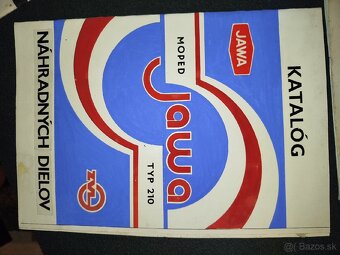 KATALÓG
JAWA
MOPED
Jawa
TYP 210
NÁHRADNÝCH DIELOV
Bazos.sk